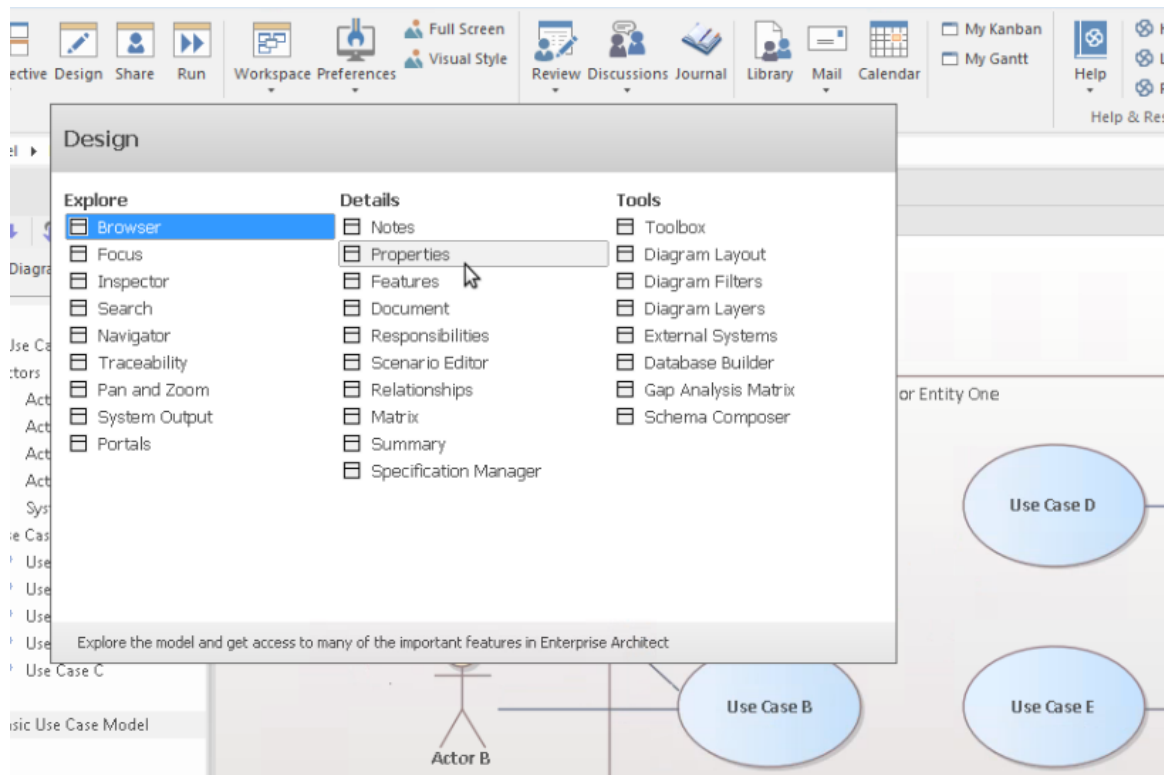 Full Screen
My Kanban
Visual Style
My Gantt
Design Share Run Workspace Preferences Review Discussions Journal Library Mail Calendar Help
Help &
Design
Explore
Browser
Focus
Inspector
Search
Navigator
Traceability
Pan and Zoom
System Output
Portals
Details
Notes
Properties
Features
Document
Responsibilities
Scenario Editor
Relationships
Matrix
Summary
Specification Manager
Tools
Toolbox
Diagram Layout
Diagram Filters
Diagram Layers
External Systems
Database Builder
Gap Analysis Matrix
Schema Composer
Explore the model and get access to many of the important features in Enterprise Architect
or Entity One
Use Case D
Use
Use
Use
Use
Use Case C
Use Case B
Use Case E
Use Case Model
Actor B